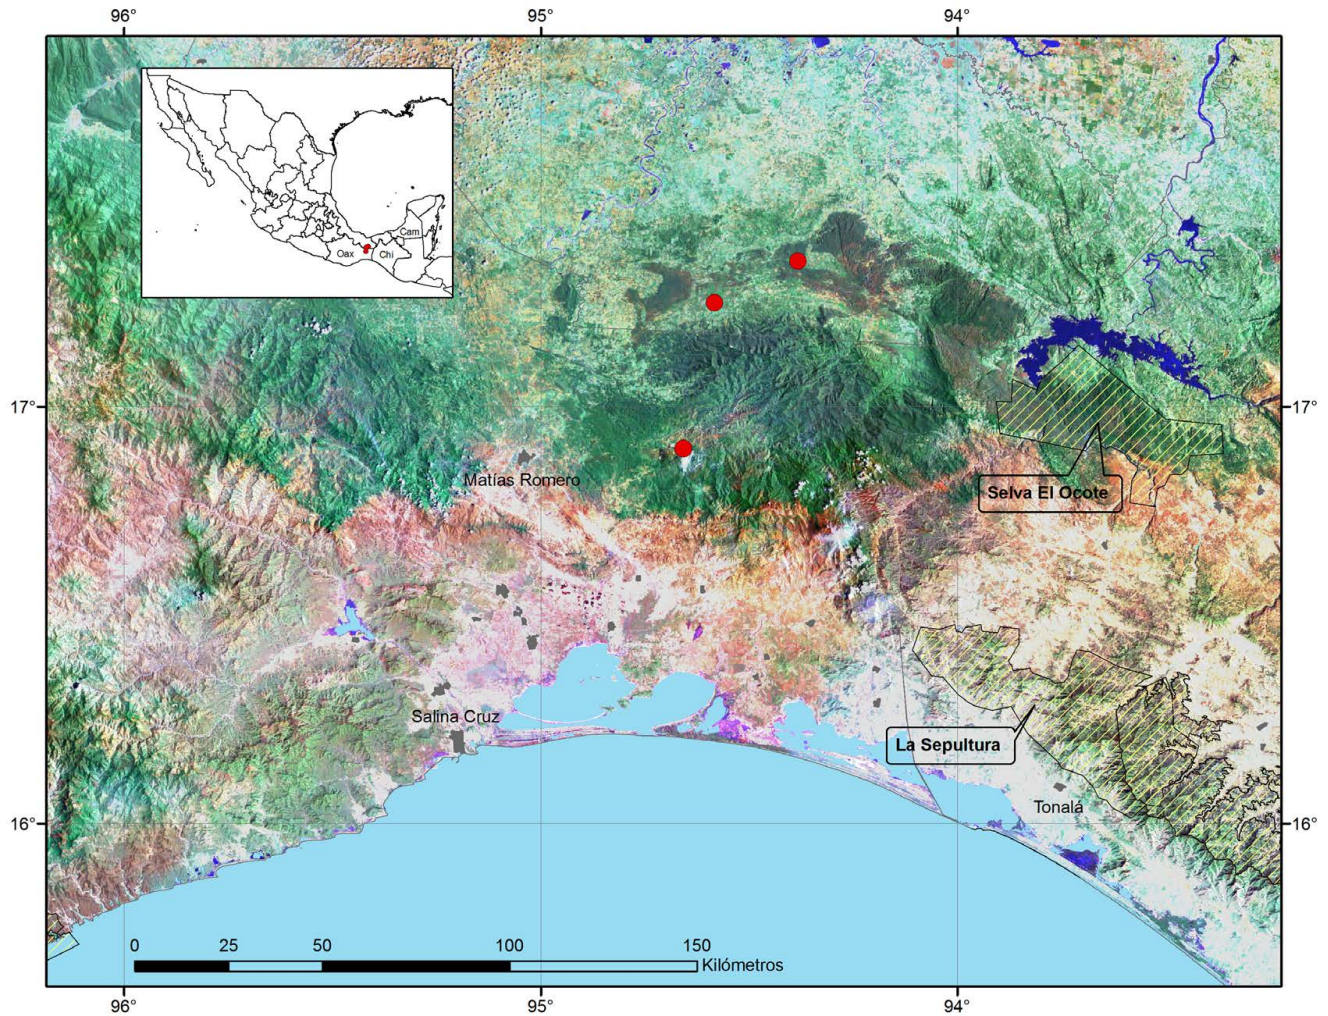 96°
95°
94°
Cam
Oax
Chi
17°
17°
Matías Romero
Selva El Ocote
Salina Cruz
La Sepultura
Tonalá
16°
16°
0
25
50
100
150
Kilómetros
96°
95°
94°